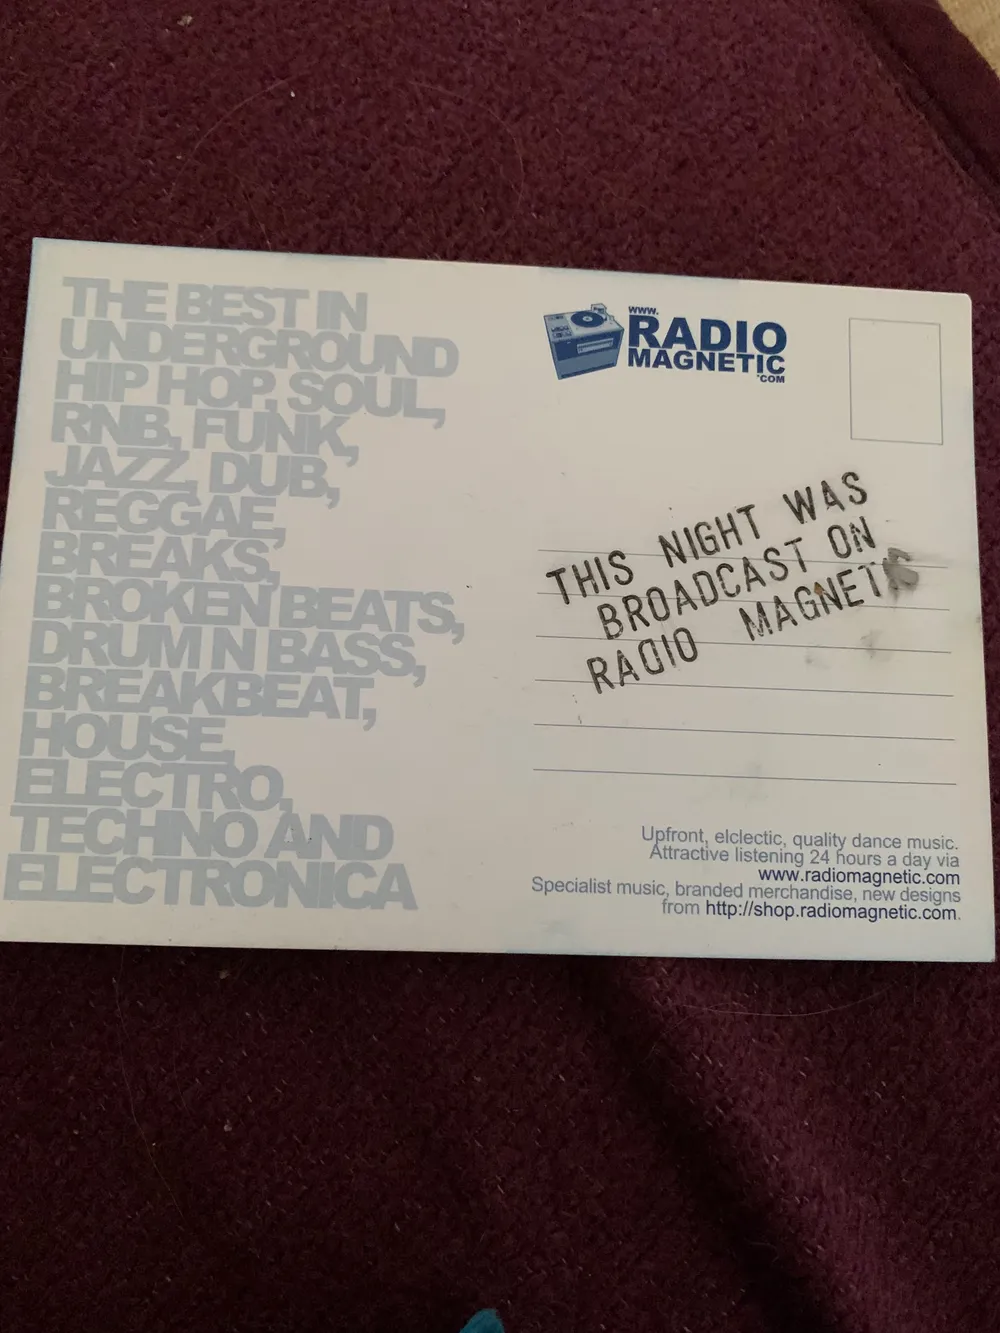 THE BEST IN
UNDERGROUND
HIP HOP, SOUL,
RNB, FUNK,
JAZZ, DUB,
REGGAE,
BREAKS,
BROKEN BEATS,
DRUM N BASS,
BREAKBEAT,
HOUSE,
ELECTRO,
TECHNO AND
ELECTRONICA
WWW.
RADIO
MAGNETIC
.COM
THIS NIGHT WAS
BROADCAST ON
RADIO MAGNETIC
Upfront, elclectic, quality dance music.
Attractive listening 24 hours a day via
www.radiomagnetic.com
Specialist music, branded merchandise, new designs
from http://shop.radiomagnetic.com.